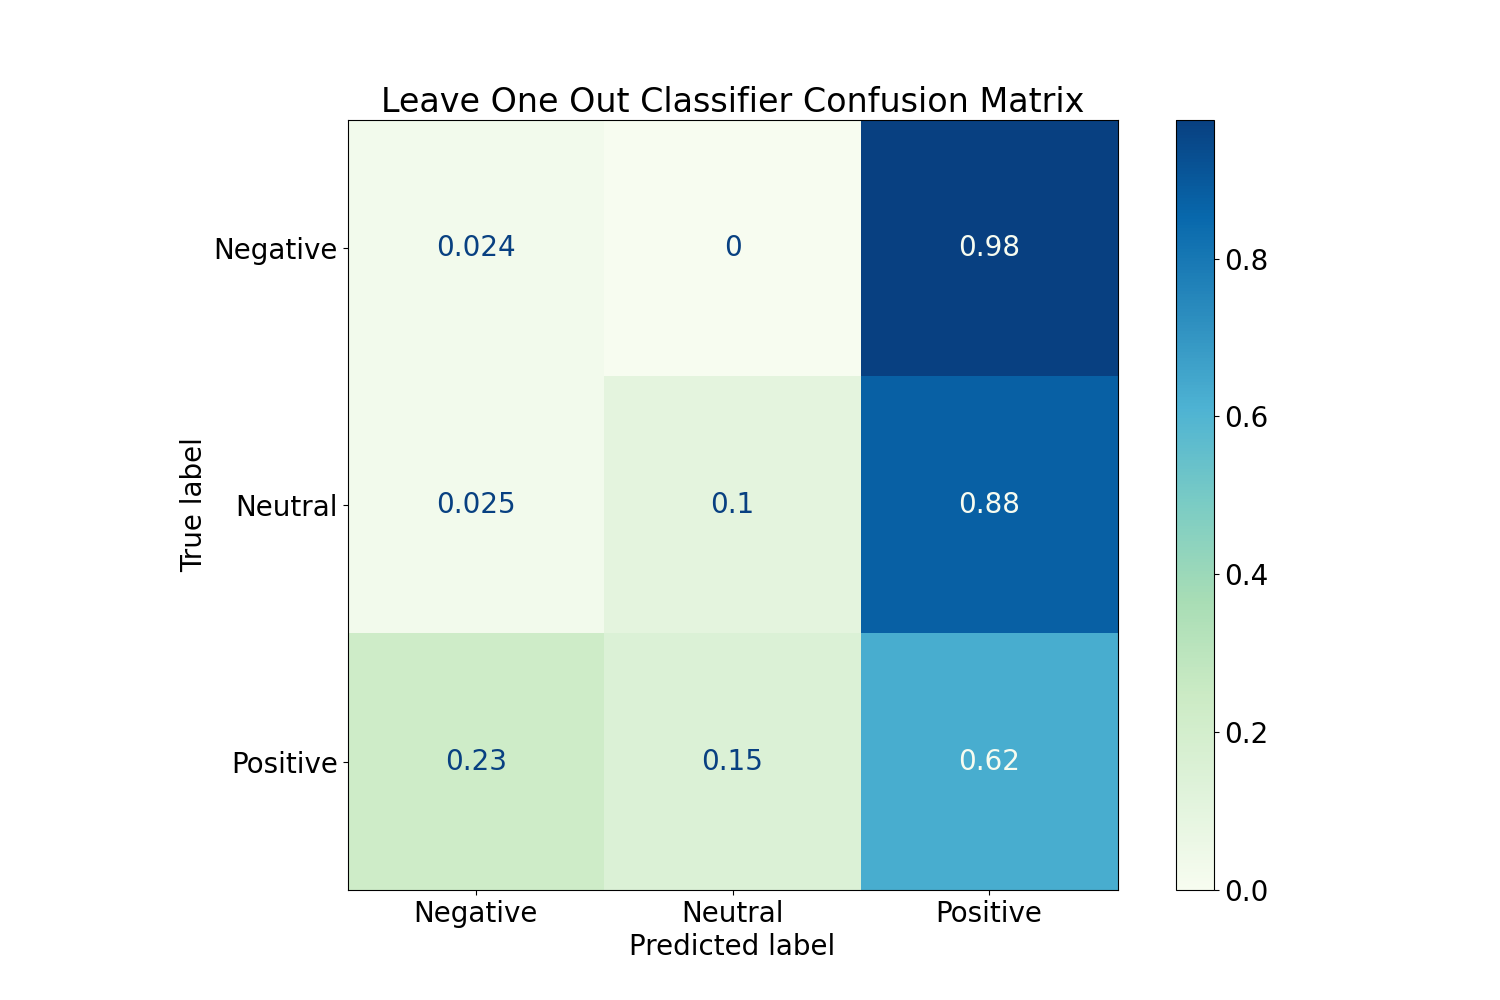 Leave One Out Classifier Confusion Matrix
Negative 0.024 0 0.98
0.8
0.6
True label
Neutral 0.025 0.1 0.88
0.4
0.2
Positive 0.23 0.15 0.62
0.0
Negative Neutral Positive
Predicted label